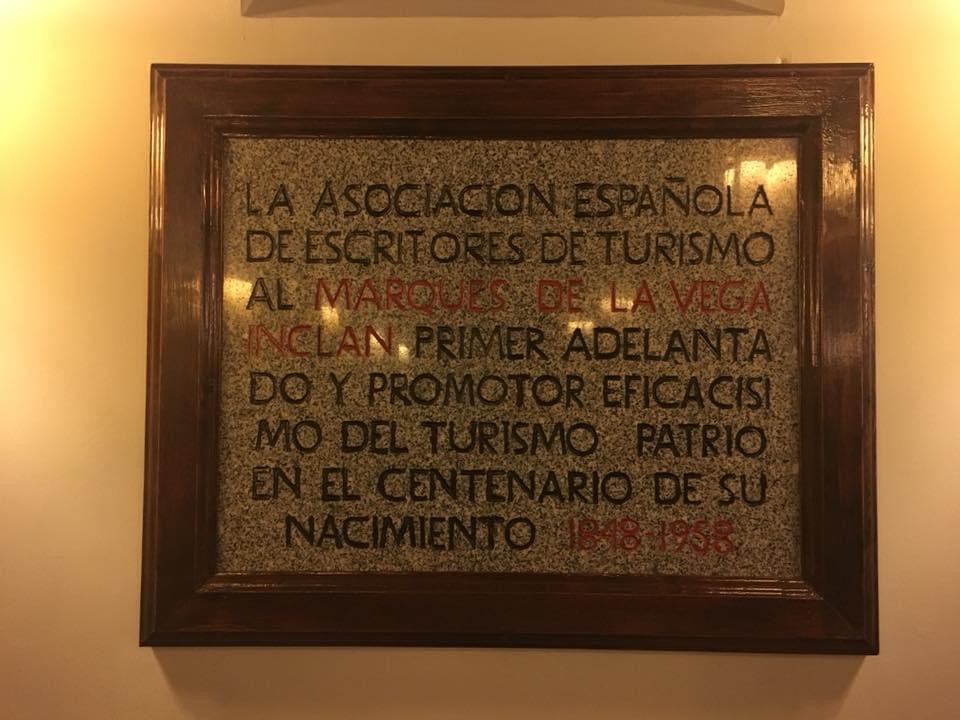 LA ASOCIACION ESPAÑOLA
DE ESCRITORES DE TURISMO
AL MARQUES DE LA VEGA
INCLAN PRIMER ADELANTA
DO Y PROMOTOR EFICACISI
MO DEL TURISMO PATRIO
EN EL CENTENARIO DE SU
NACIMIENTO 1848-1958